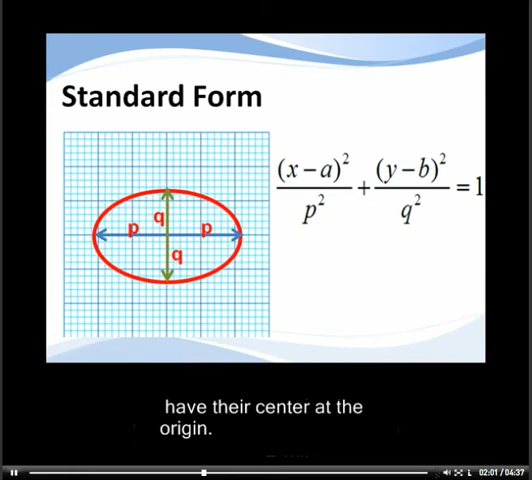 Standard Form
(x-a)² / p² + (y-b)² / q² = 1
q
p p
q
have their center at the
origin.
02:01 / 04:37